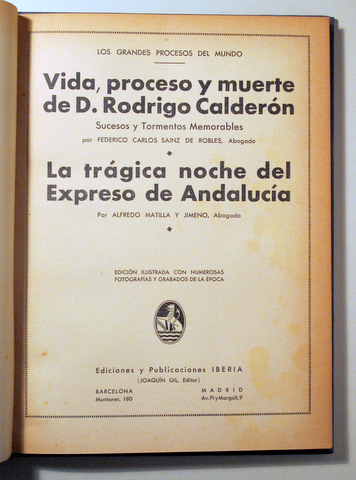 LOS GRANDES PROCESOS DEL MUNDO
Vida, proceso y muerte
de D. Rodrigo Calderón
Sucesos y Tormentos Memorables
por FEDERICO CARLOS SAINZ DE ROBLES, Abogado
La trágica noche del
Expreso de Andalucía
Por ALFREDO MATILLA Y JIMENO, Abogado
EDICIÓN ILUSTRADA CON NUMEROSAS
FOTOGRAFÍAS Y GRABADOS DE LA ÉPOCA
Ediciones y Publicaciones IBERIA
(JOAQUÍN GIL, Editor)
BARCELONA
Muntaner, 180
MADRID
Av. Pi y Margall, 9